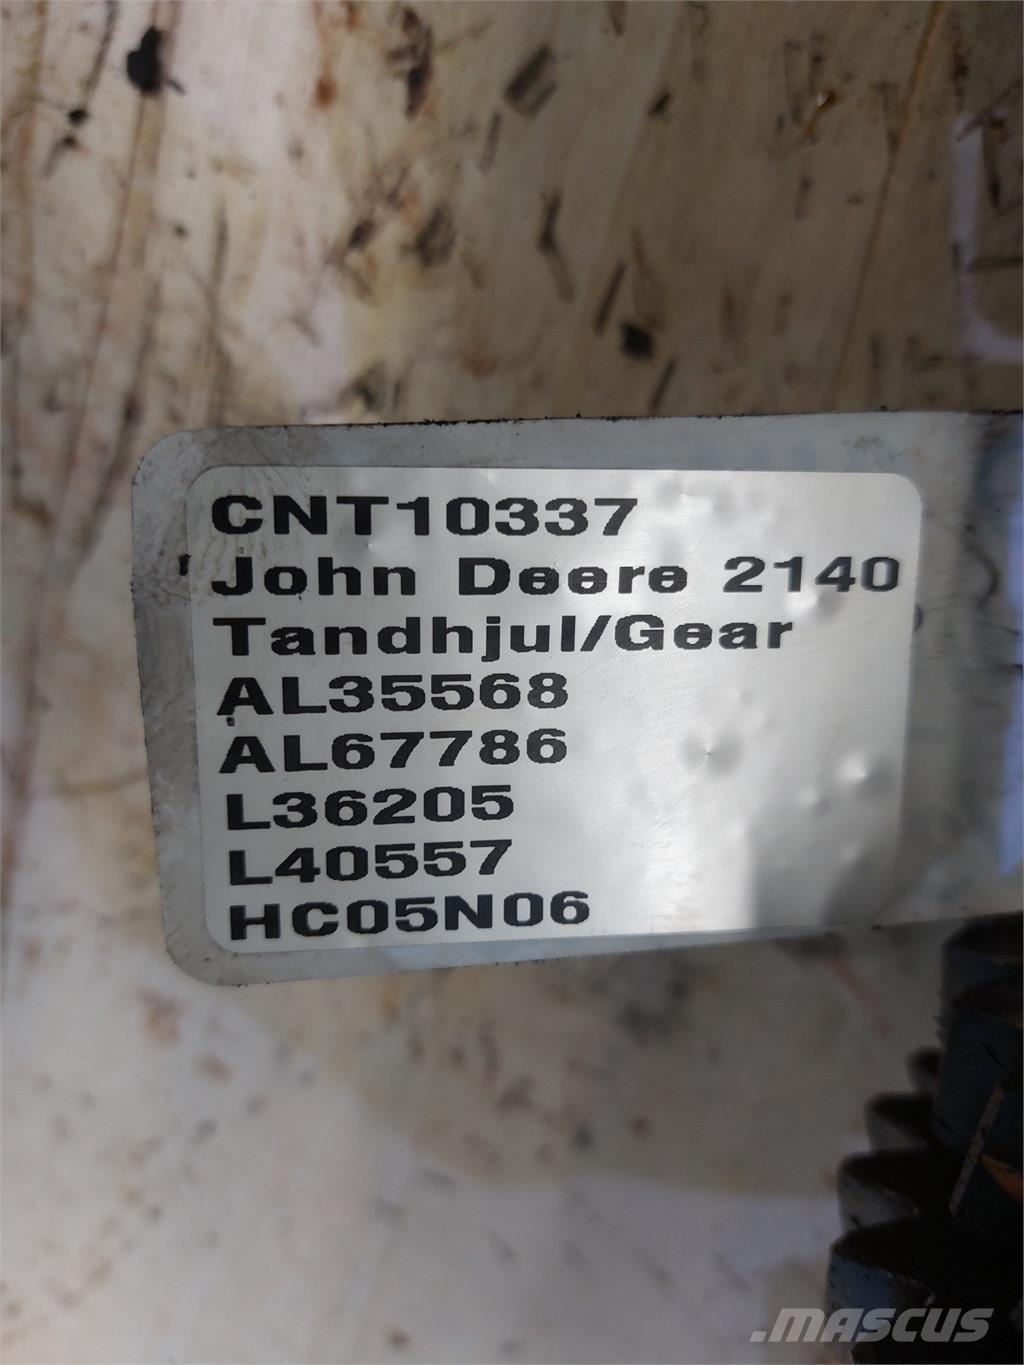 CNT10337
John Deere 2140
Tandhjul/Gear
AL35568
AL67786
L36205
L40557
HC05N06
.MASCUS